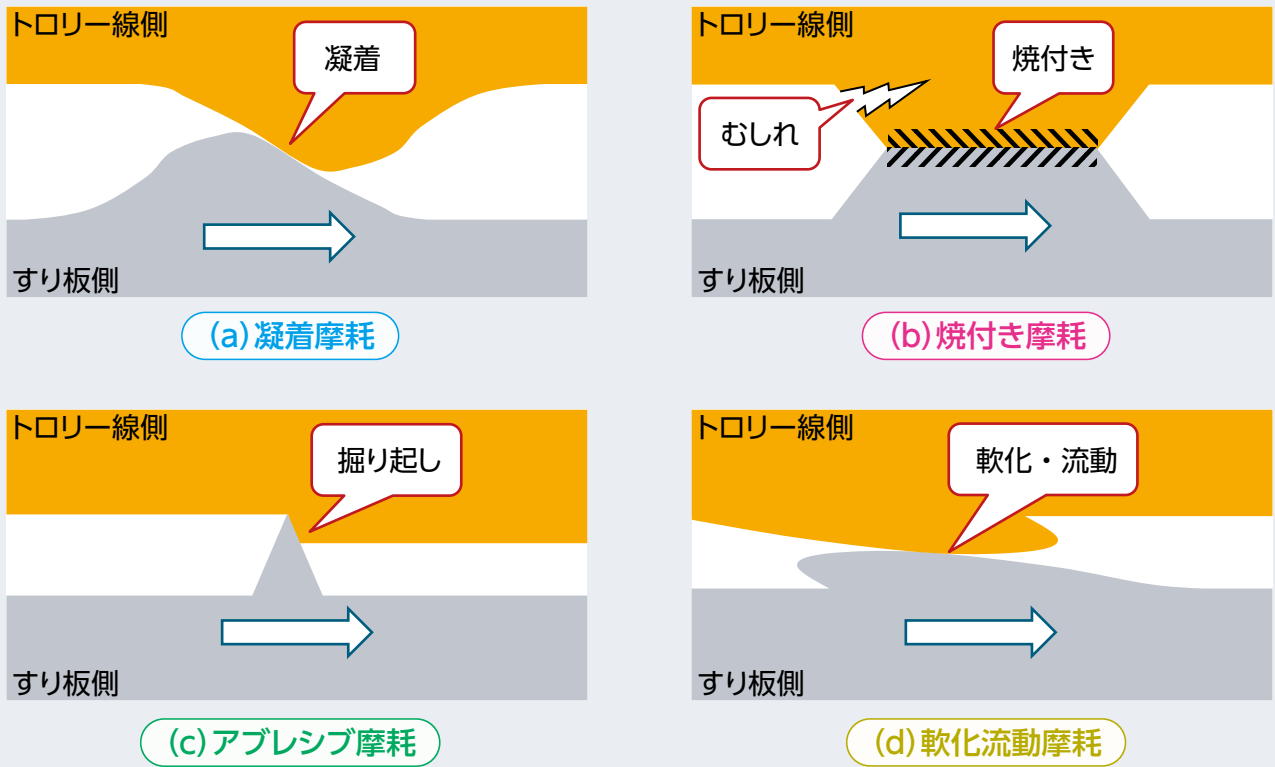 トロリー線側
凝着
すり板側
(a)凝着摩耗
トロリー線側
焼付き
むしれ
すり板側
(b)焼付き摩耗
トロリー線側
掘り起し
すり板側
(c)アブレシブ摩耗
トロリー線側
軟化・流動
すり板側
(d)軟化流動摩耗